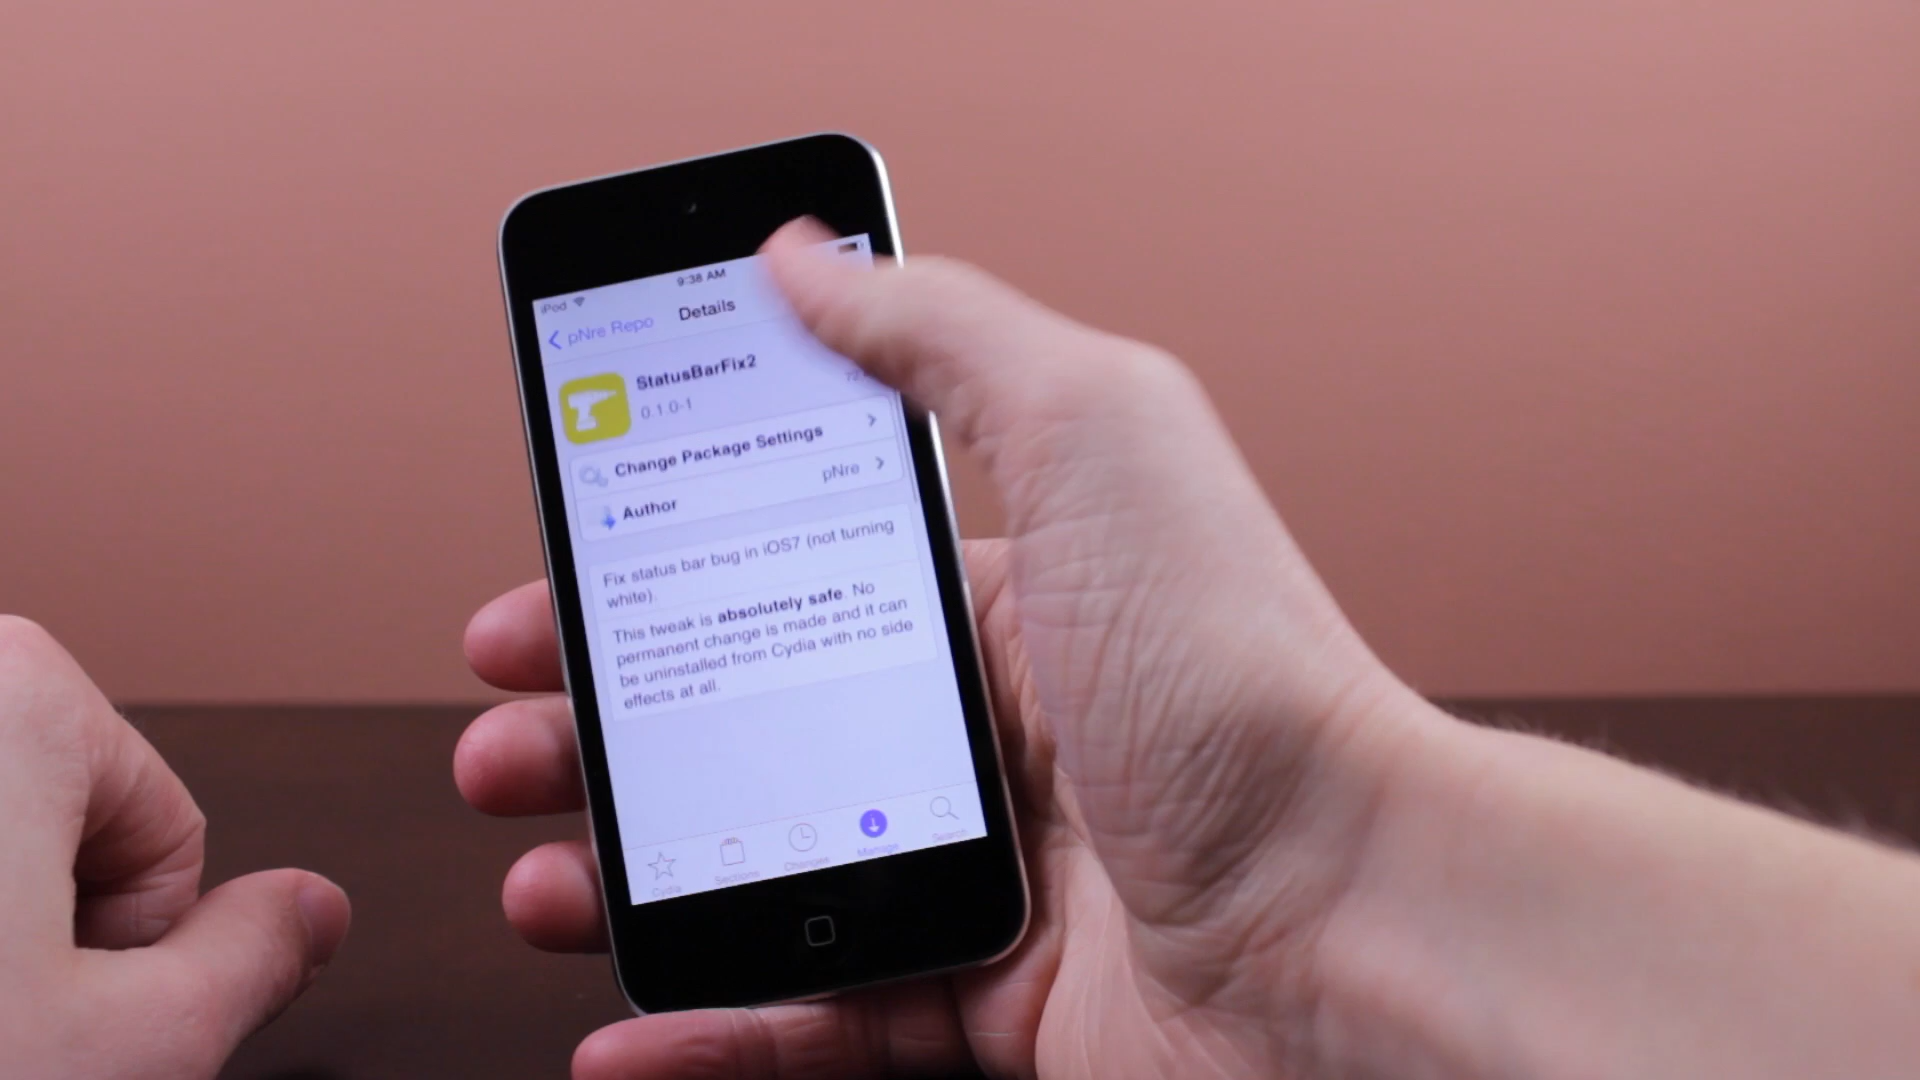 iPod 9:38 AM
pNre Repo Details
StatusBarFix2
0.1.0-1
Change Package Settings
Author pNre
Fix status bar bug in iOS7 (not turning
white).
This tweak is absolutely safe. No
permanent change is made and it can
be uninstalled from Cydia with no side
effects at all.
Cydia Sections Changes Manage Search